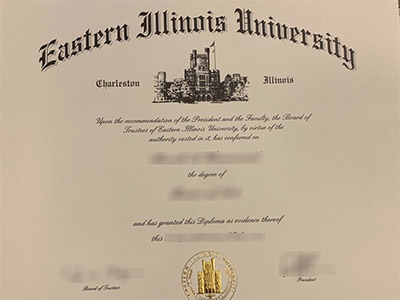 Eastern Illinois University
Charleston Illinois
Upon the recommendation of the President and the Faculty, the Board of
Trustees of Eastern Illinois University, by virtue of the
authority vested in it, has conferred on
the degree of
and has granted this Diploma as evidence thereof
this
Board of Trustees President